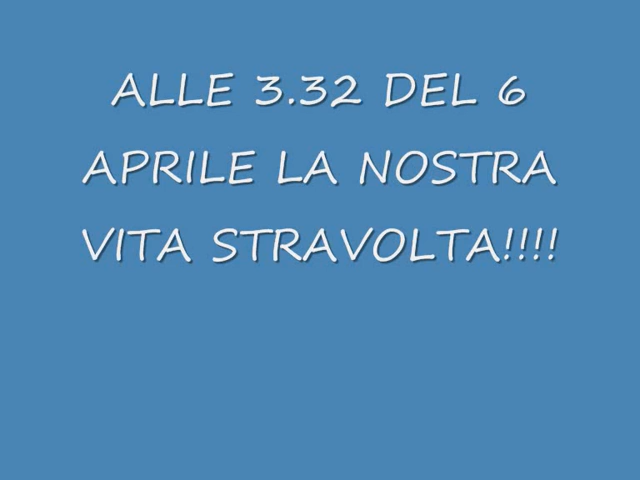 ALLE 3.32 DEL 6
APRILE LA NOSTRA
VITA STRAVOLTA!!!!